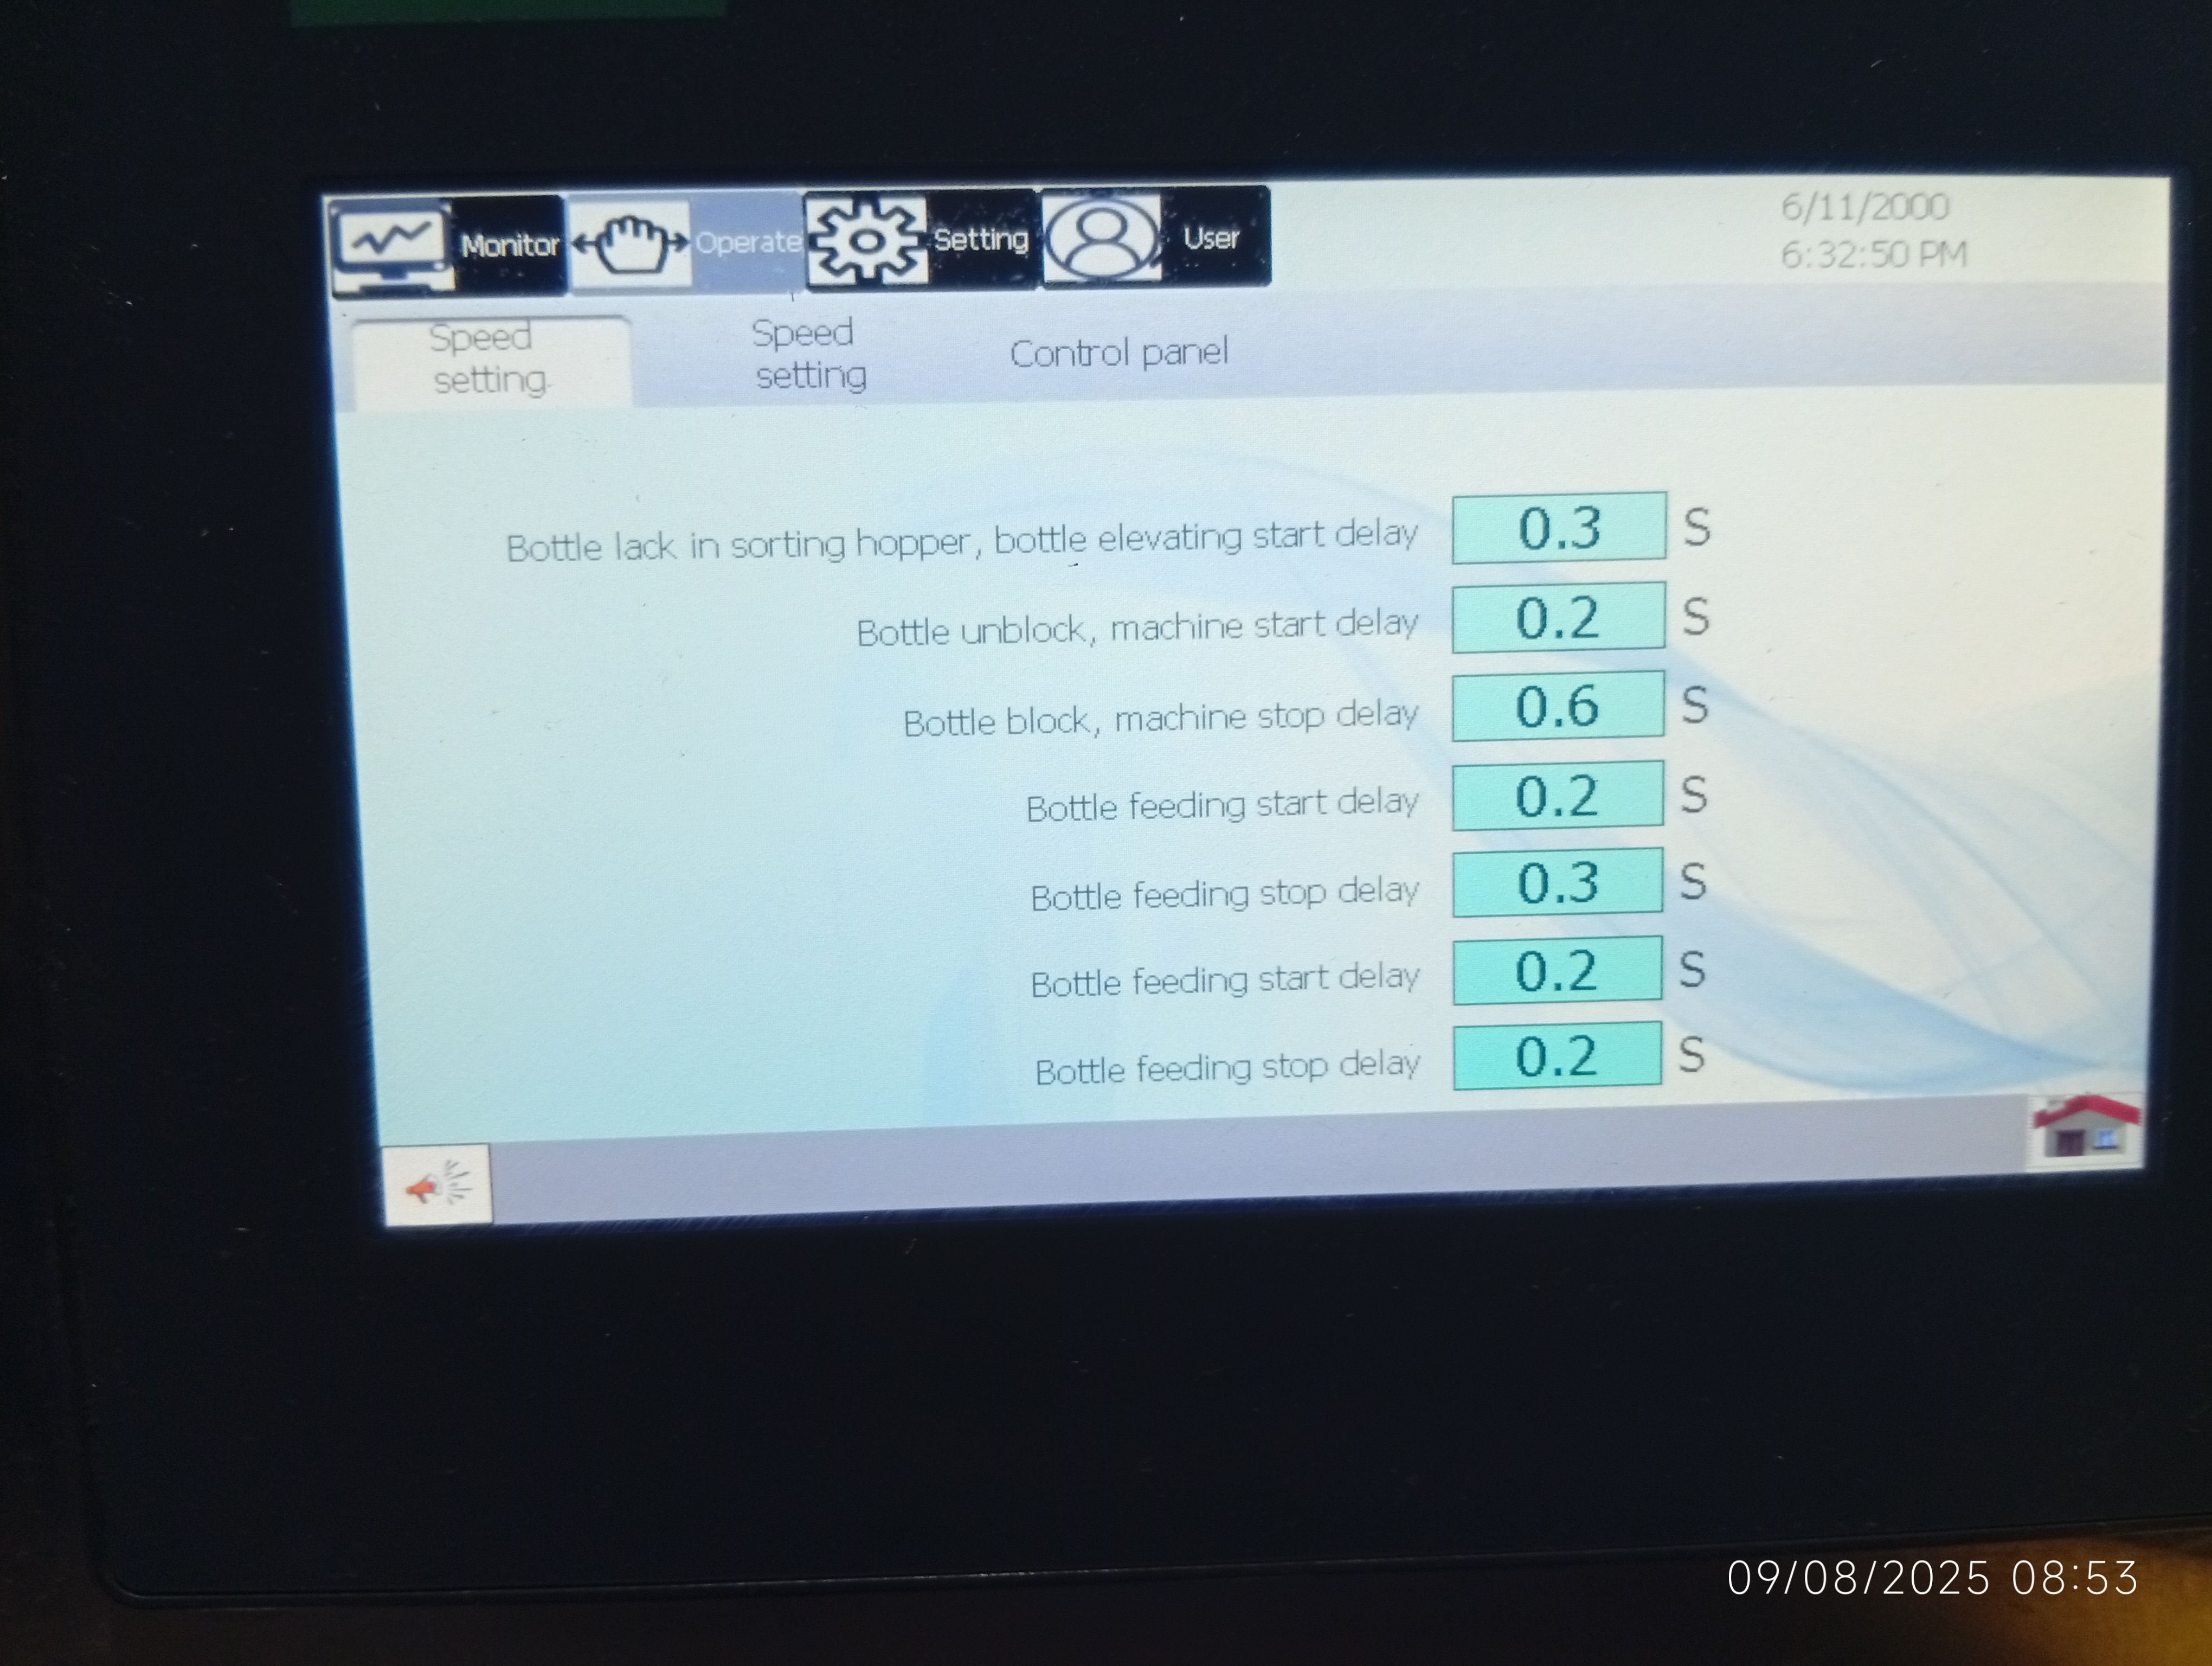 Monitor
Operate
Setting
User
6/11/2000
6:32:50 PM
Speed
setting
Speed
setting
Control panel
Bottle lack in sorting hopper, bottle elevating start delay 0.3 S
Bottle unblock, machine start delay 0.2 S
Bottle block, machine stop delay 0.6 S
Bottle feeding start delay 0.2 S
Bottle feeding stop delay 0.3 S
Bottle feeding start delay 0.2 S
Bottle feeding stop delay 0.2 S
09/08/2025 08:53